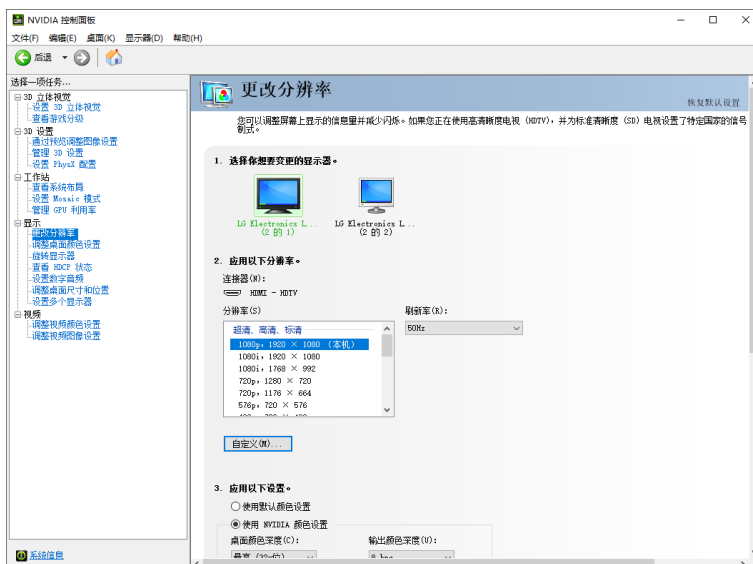 NVIDIA 控制面板
文件(F) 编辑(E) 桌面(K) 显示器(D) 帮助(H)
后退
选择一项任务...
3D 立体视觉
设置 3D 立体视觉
查看游戏分级
3D 设置
通过预览调整图像设置
管理 3D 设置
设置 PhysX 配置
工作站
查看系统布局
设置 Mosaic 模式
管理 GPU 利用率
显示
更改分辨率
调整桌面颜色设置
旋转显示器
查看 HDCP 状态
设置数字音频
调整桌面尺寸和位置
设置多个显示器
视频
调整视频颜色设置
调整视频图像设置
系统信息
更改分辨率
恢复默认设置
您可以调整屏幕上显示的信息量并减少闪烁。如果您正在使用高清晰度电视 (HDTV)，并为标准清晰度 (SD) 电视设置了特定国家的信号
制式。
1. 选择你想要变更的显示器。
LG Electronics L...
(2 的 1)
LG Electronics L...
(2 的 2)
2. 应用以下分辨率。
连接器(N):
HDMI - HDTV
分辨率(S)
刷新率(R):
超清、高清、标清
50Hz
1080p, 1920 × 1080 (本机)
1080i, 1920 × 1080
1080i, 1768 × 992
720p, 1280 × 720
720p, 1176 × 664
576p, 720 × 576
自定义(M)...
3. 应用以下设置。
使用默认颜色设置
使用 NVIDIA 颜色设置
桌面颜色深度(C):
输出颜色深度(U):
最高 (32-位)
8 bpc